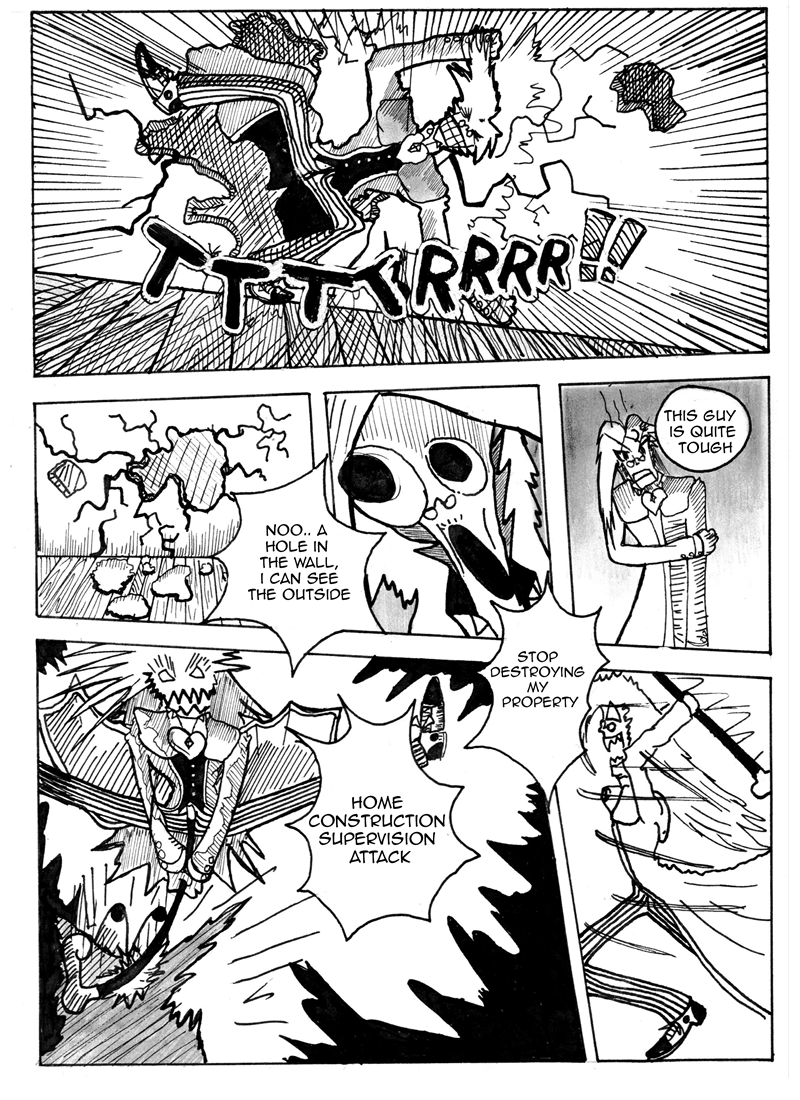 TTTTRRRR!!
NOO.. A
HOLE IN
THE WALL,
I CAN SEE
THE OUTSIDE
THIS GUY
IS QUITE
TOUGH
HOME
CONSTRUCTION
SUPERVISION
ATTACK
STOP
DESTROYING
MY
PROPERTY